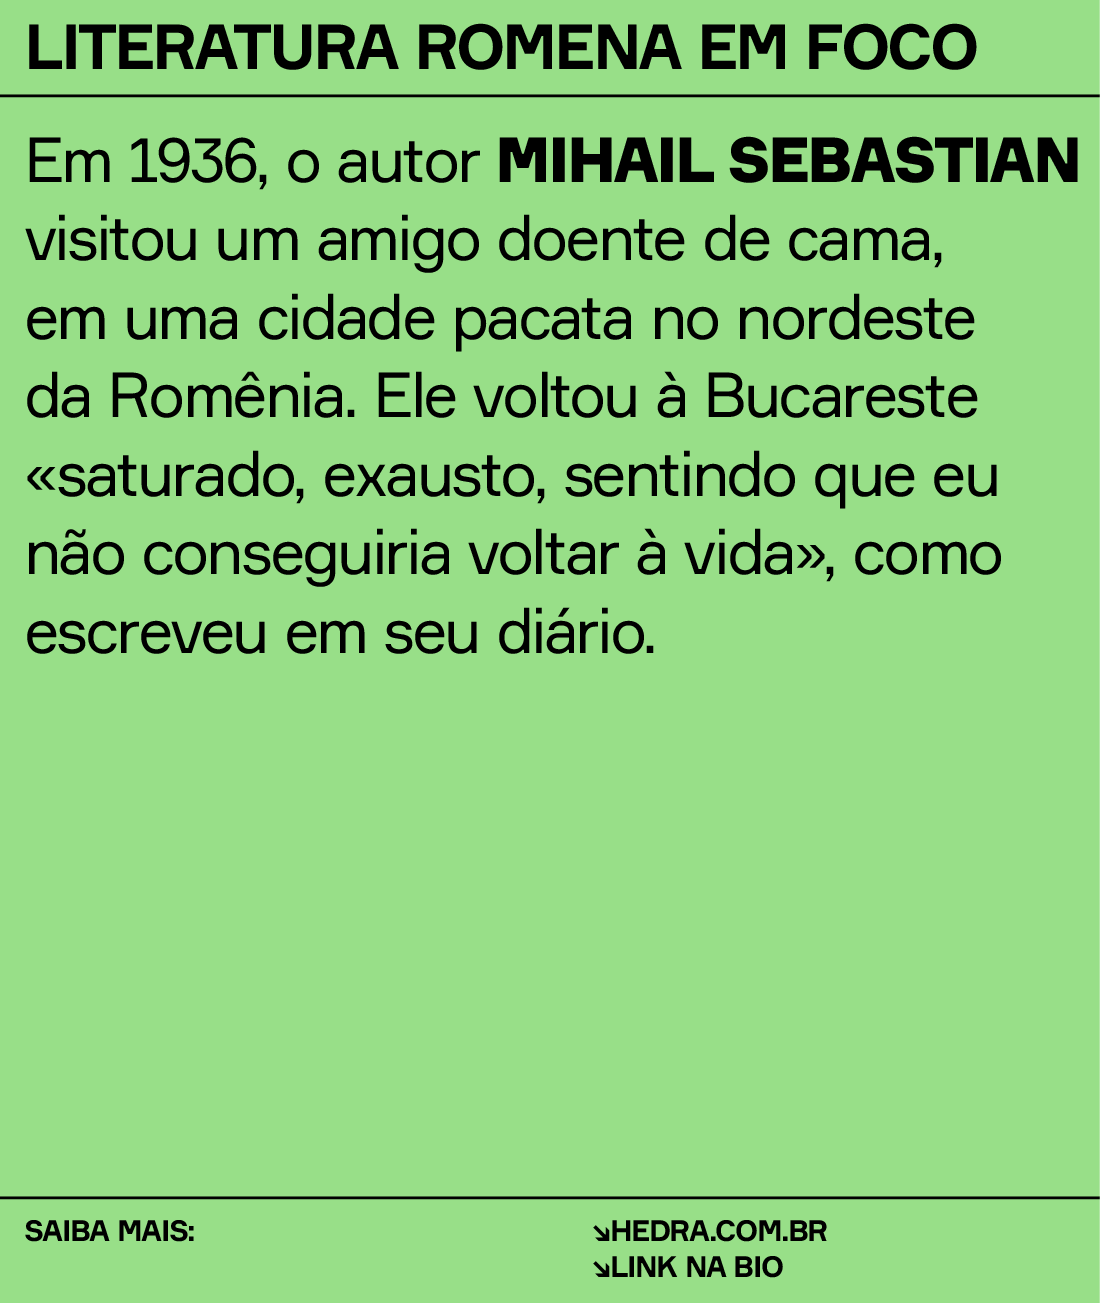 LITERATURA ROMENA EM FOCO
Em 1936, o autor MIHAIL SEBASTIAN
visitou um amigo doente de cama,
em uma cidade pacata no nordeste
da Romênia. Ele voltou à Bucareste
«saturado, exausto, sentindo que eu
não conseguiria voltar à vida», como
escreveu em seu diário.
SAIBA MAIS:
↘HEDRA.COM.BR
↘LINK NA BIO